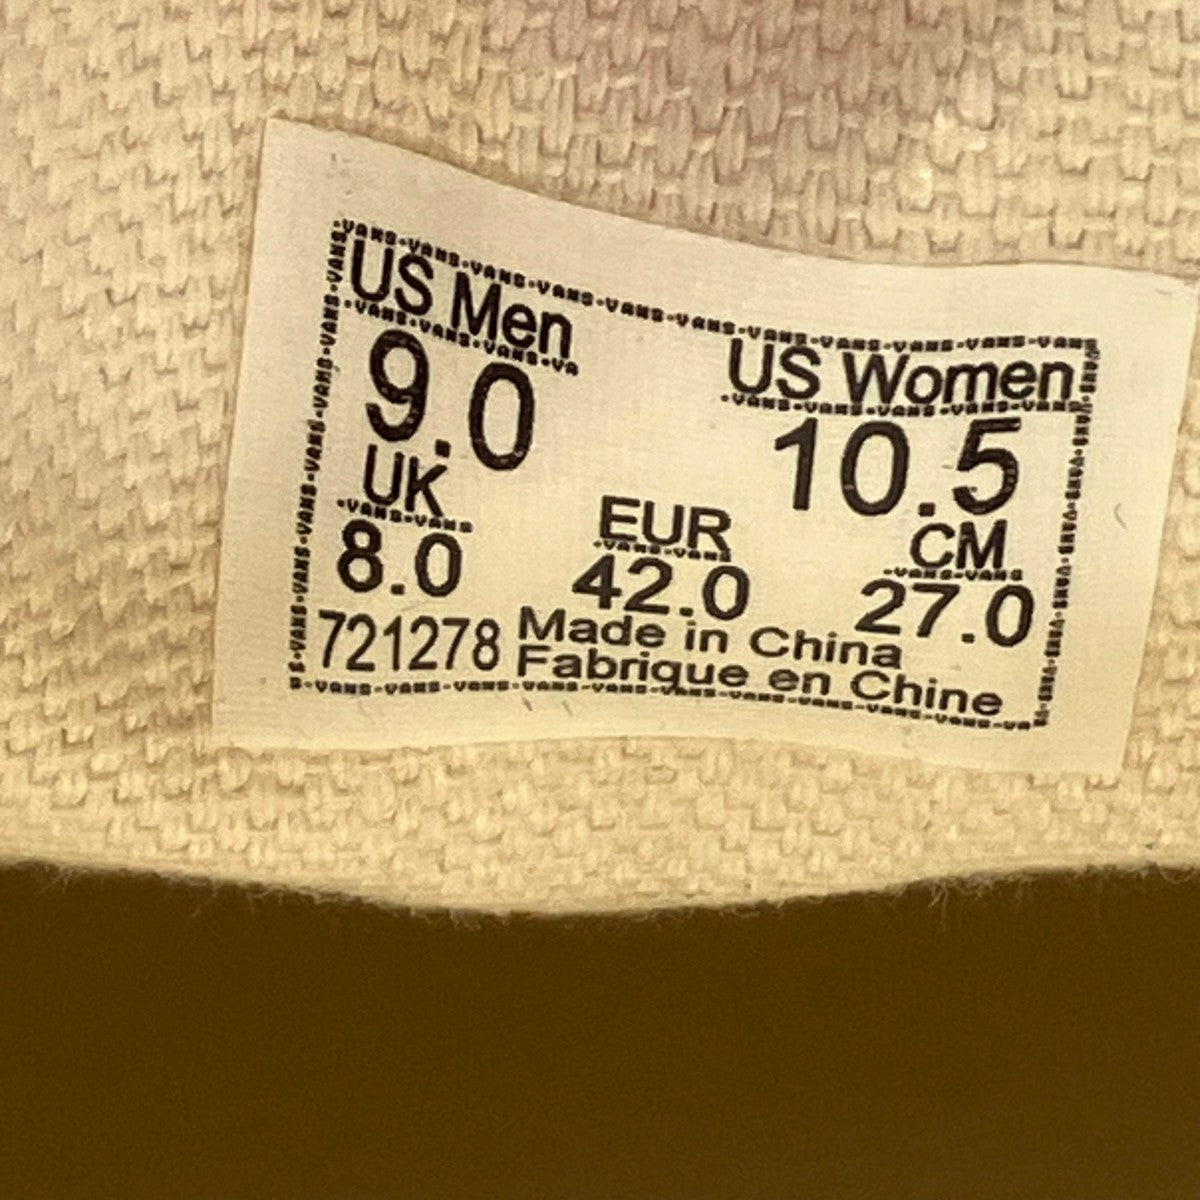 US Men
US Women
9.0
10.5
UK
EUR
CM
8.0
42.0
27.0
721278
Made in China
Fabrique en Chine